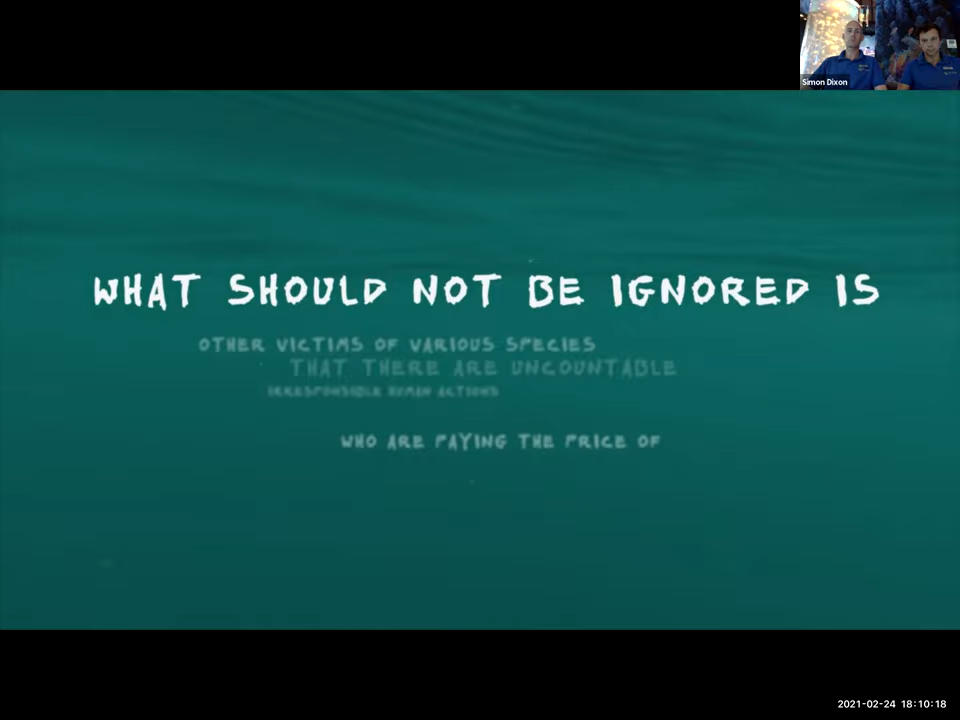 Simon Dixon
WHAT SHOULD NOT BE IGNORED IS
OTHER VICTIMS OF VARIOUS SPECIES
THAT THERE ARE UNCOUNTABLE
IRRESPONSIBLE HUMAN ACTIONS
WHO ARE PAYING THE PRICE OF
2021-02-24 18:10:18